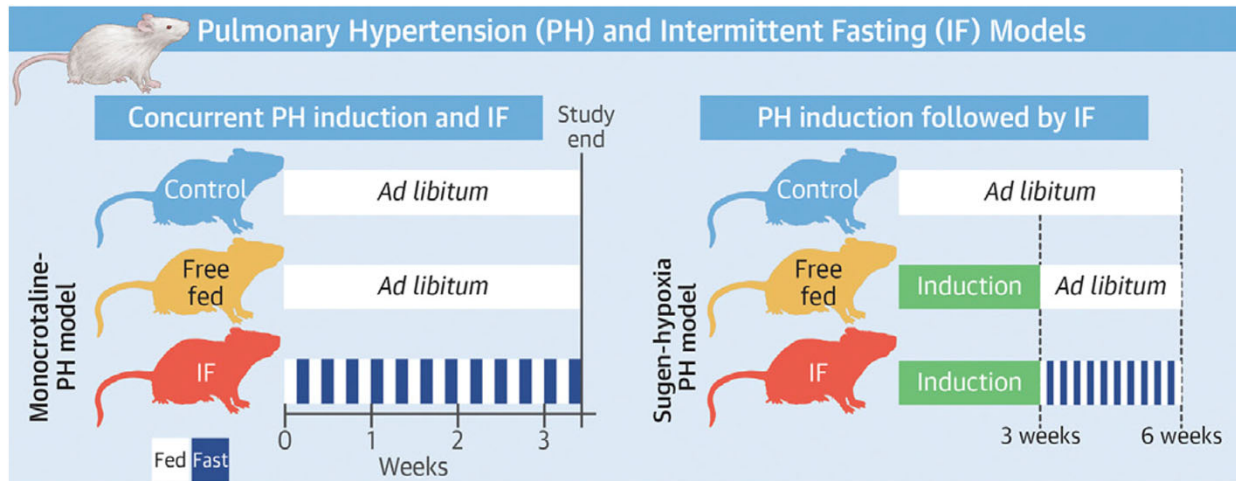 Pulmonary Hypertension (PH) and Intermittent Fasting (IF) Models
Concurrent PH induction and IF
Study
end
Monocrotaline-
PH model
Control
Ad libitum
Free
fed
Ad libitum
IF
0
1
2
3
Weeks
Fed
Fast
PH induction followed by IF
Sugen-hypoxia
PH model
Control
Ad libitum
Free
fed
Induction
Ad libitum
IF
Induction
3 weeks
6 weeks